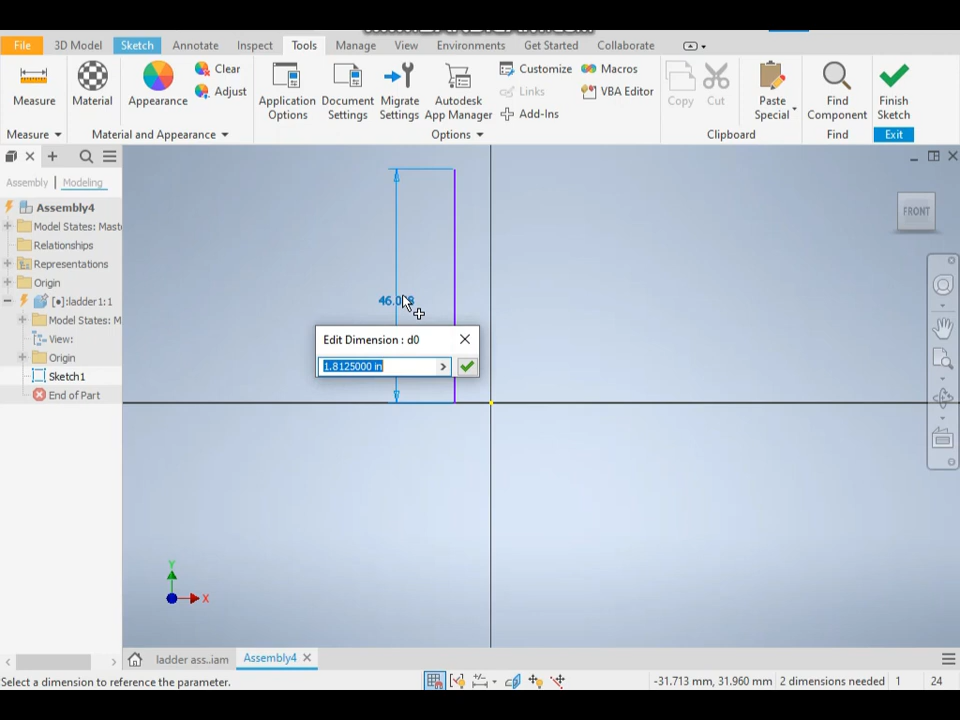 File 3D Model Sketch Annotate Inspect Tools Manage View Environments Get Started Collaborate
Measure Material Appearance Clear Adjust Application Options Document Settings Migrate Settings Autodesk App Manager Customize Links Add-Ins Macros VBA Editor Copy Cut Paste Special Find Component Finish Sketch
Measure Material and Appearance Options Clipboard Find Exit
Assembly Modeling
Assembly4
Model States: Mast
Relationships
Representations
Origin
[•]:ladder1:1
Model States: M
View:
Origin
Sketch1
End of Part
FRONT
Edit Dimension : d0
1.8125000 in
Y
X
ladder ass..iam Assembly4
Select a dimension to reference the parameter. -31.713 mm, 31.960 mm 2 dimensions needed 1 24